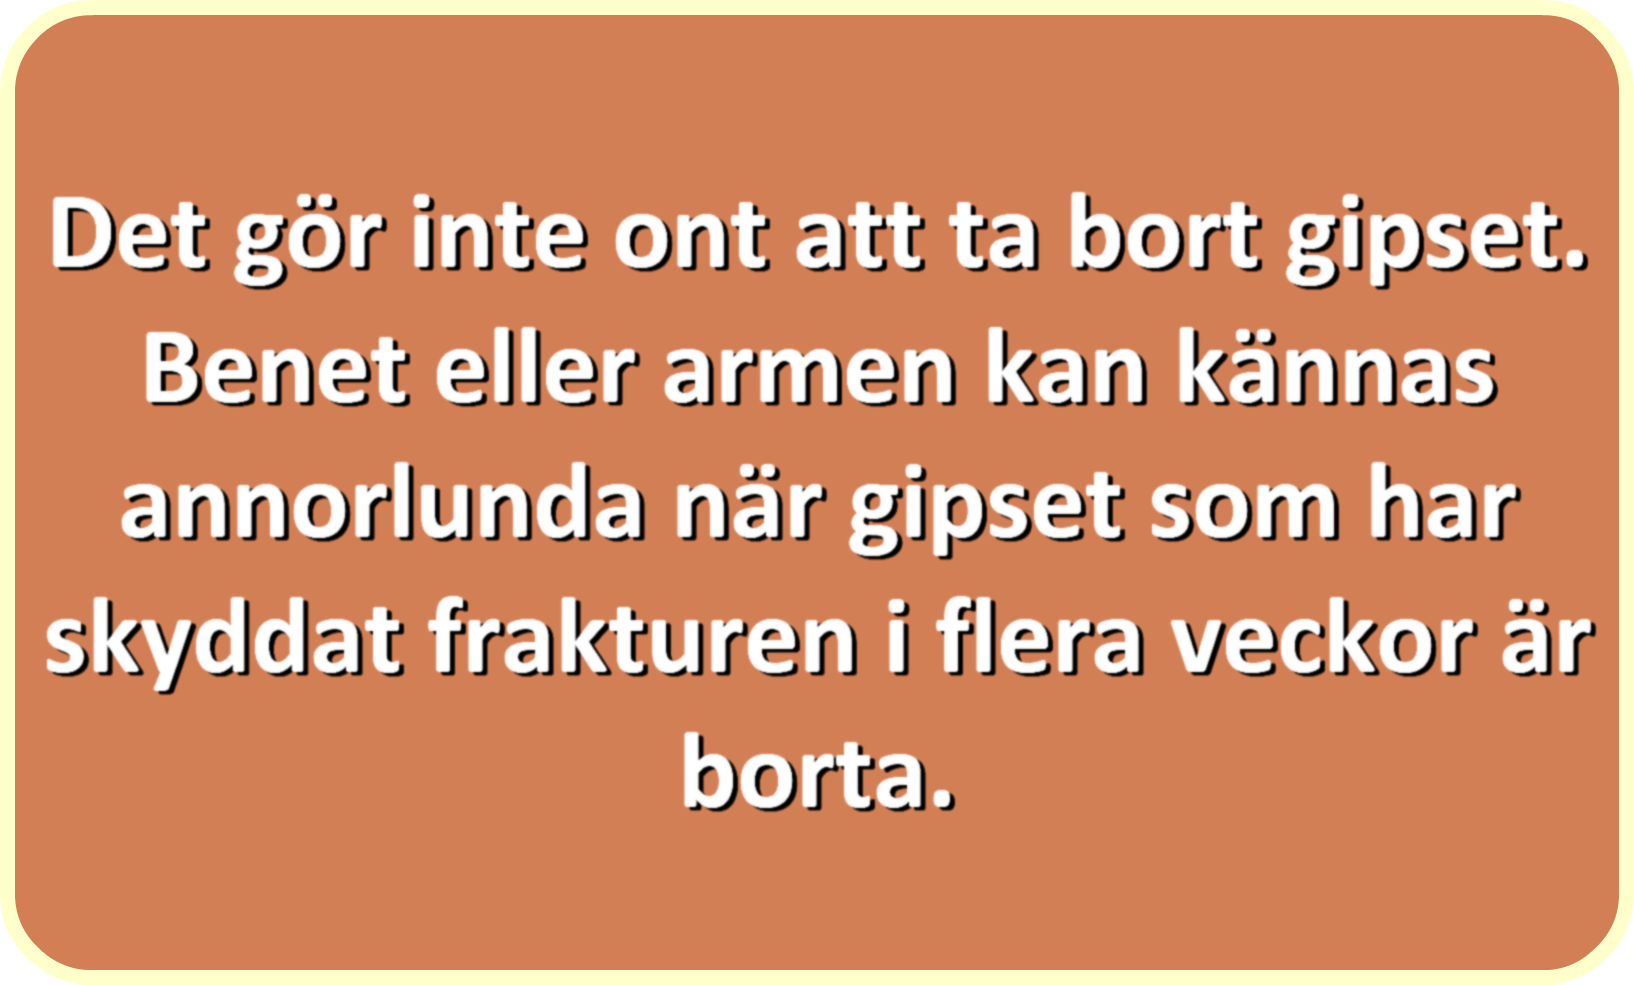 Det gör inte ont att ta bort gipset.
Benet eller armen kan kännas
annorlunda när gipset som har
skyddat frakturen i flera veckor är
borta.